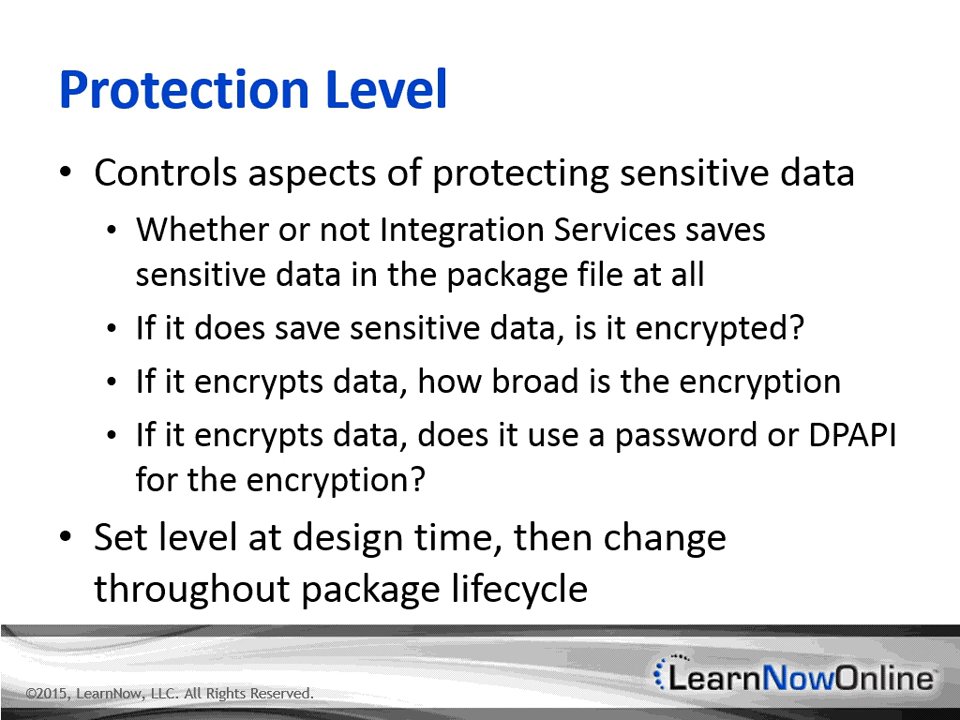 Protection Level
• Controls aspects of protecting sensitive data
• Whether or not Integration Services saves
sensitive data in the package file at all
• If it does save sensitive data, is it encrypted?
• If it encrypts data, how broad is the encryption
• If it encrypts data, does it use a password or DPAPI
for the encryption?
• Set level at design time, then change
throughout package lifecycle
©2015, LearnNow, LLC. All Rights Reserved.
LearnNowOnline